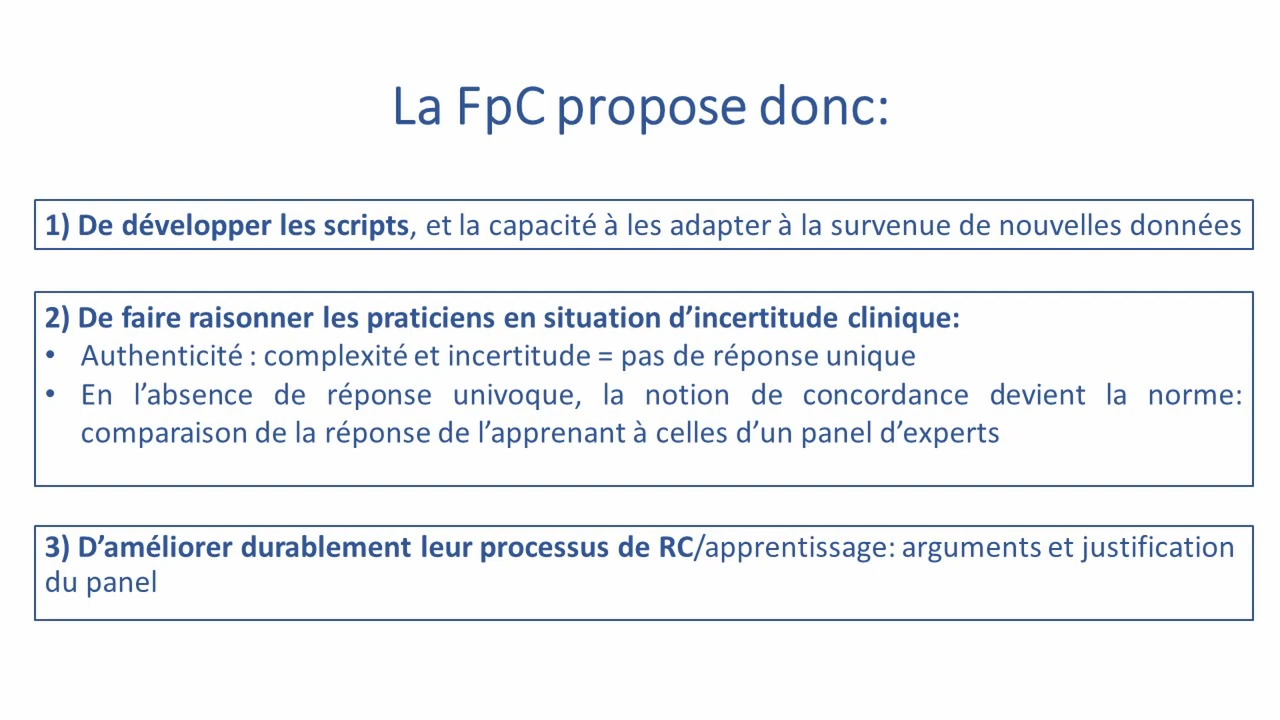 La FpC propose donc:
1) De développer les scripts, et la capacité à les adapter à la survenue de nouvelles données
2) De faire raisonner les praticiens en situation d’incertitude clinique:
• Authenticité : complexité et incertitude = pas de réponse unique
• En l’absence de réponse univoque, la notion de concordance devient la norme:
comparaison de la réponse de l’apprenant à celles d’un panel d’experts
3) D’améliorer durablement leur processus de RC/apprentissage: arguments et justification
du panel